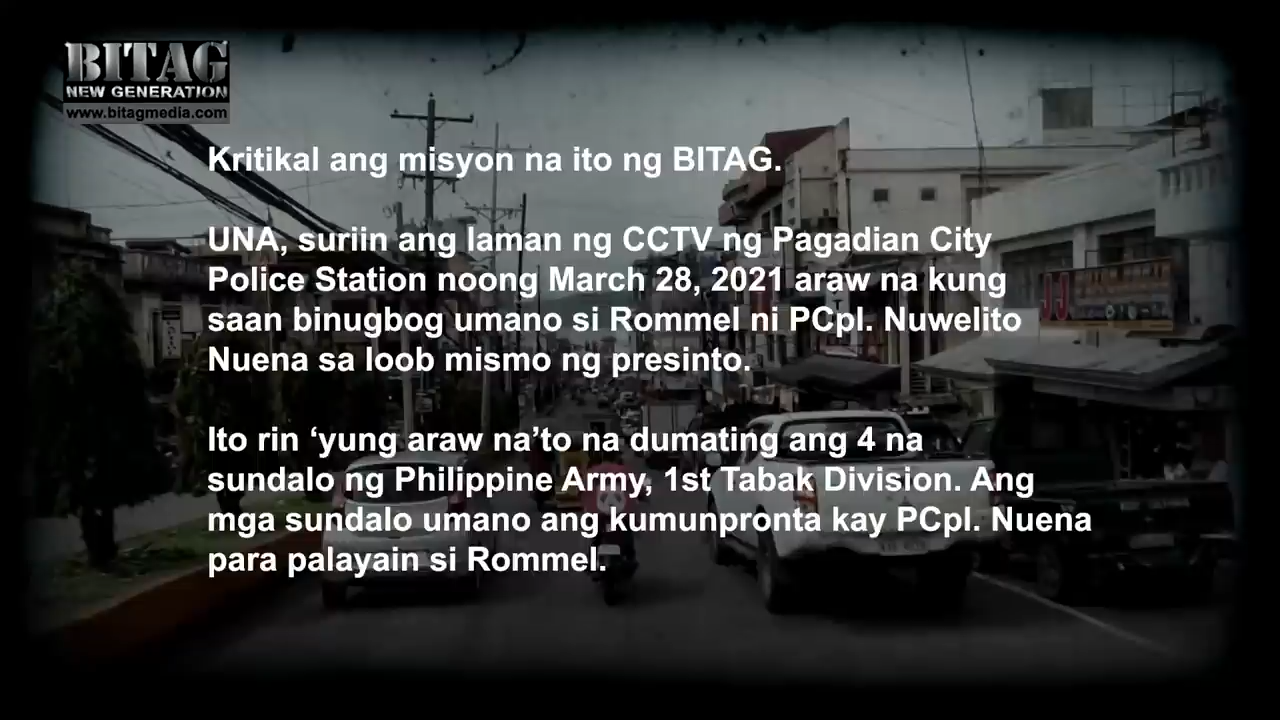 BITAG
NEW GENERATION
www.bitagmedia.com
Kritikal ang misyon na ito ng BITAG.
UNA, suriin ang laman ng CCTV ng Pagadian City
Police Station noong March 28, 2021 araw na kung
saan binugbog umano si Rommel ni PCpl. Nuwelito
Nuena sa loob mismo ng presinto.
Ito rin ‘yung araw na’to na dumating ang 4 na
sundalo ng Philippine Army, 1st Tabak Division. Ang
mga sundalo umano ang kumunpronta kay PCpl. Nuena
para palayain si Rommel.
JJ